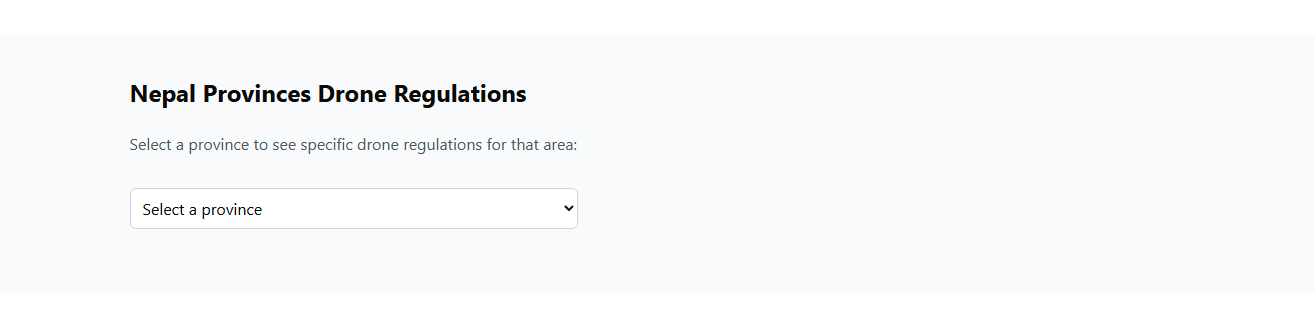 Nepal Provinces Drone Regulations
Select a province to see specific drone regulations for that area:
Select a province